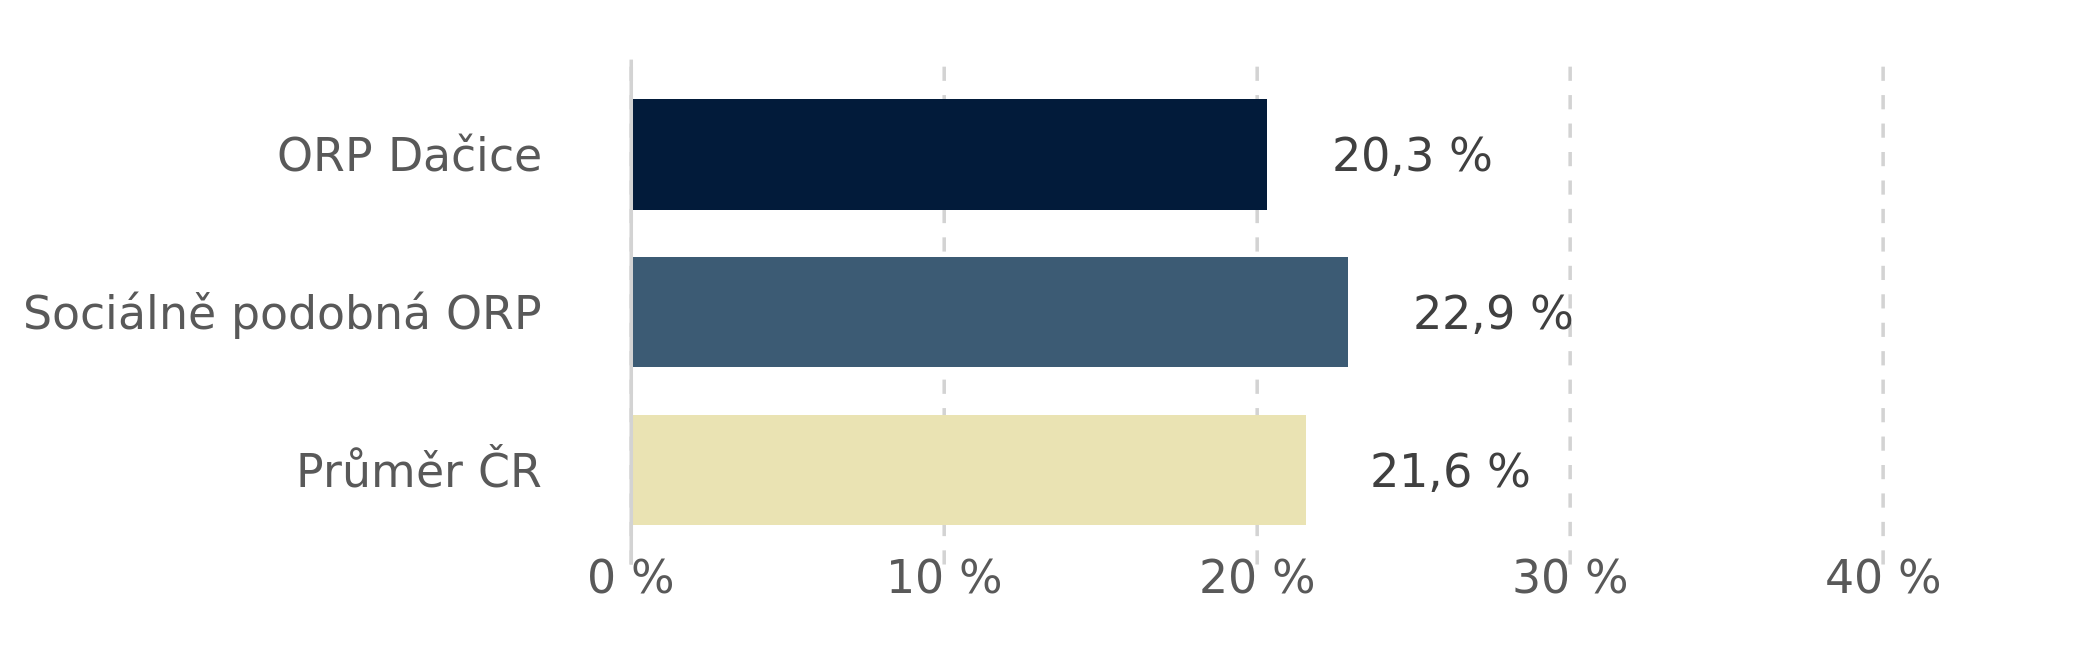 ORP Dačice
20,3 %
Sociálně podobná ORP
22,9 %
Průměr ČR
21,6 %
0 %
10 %
20 %
30 %
40 %